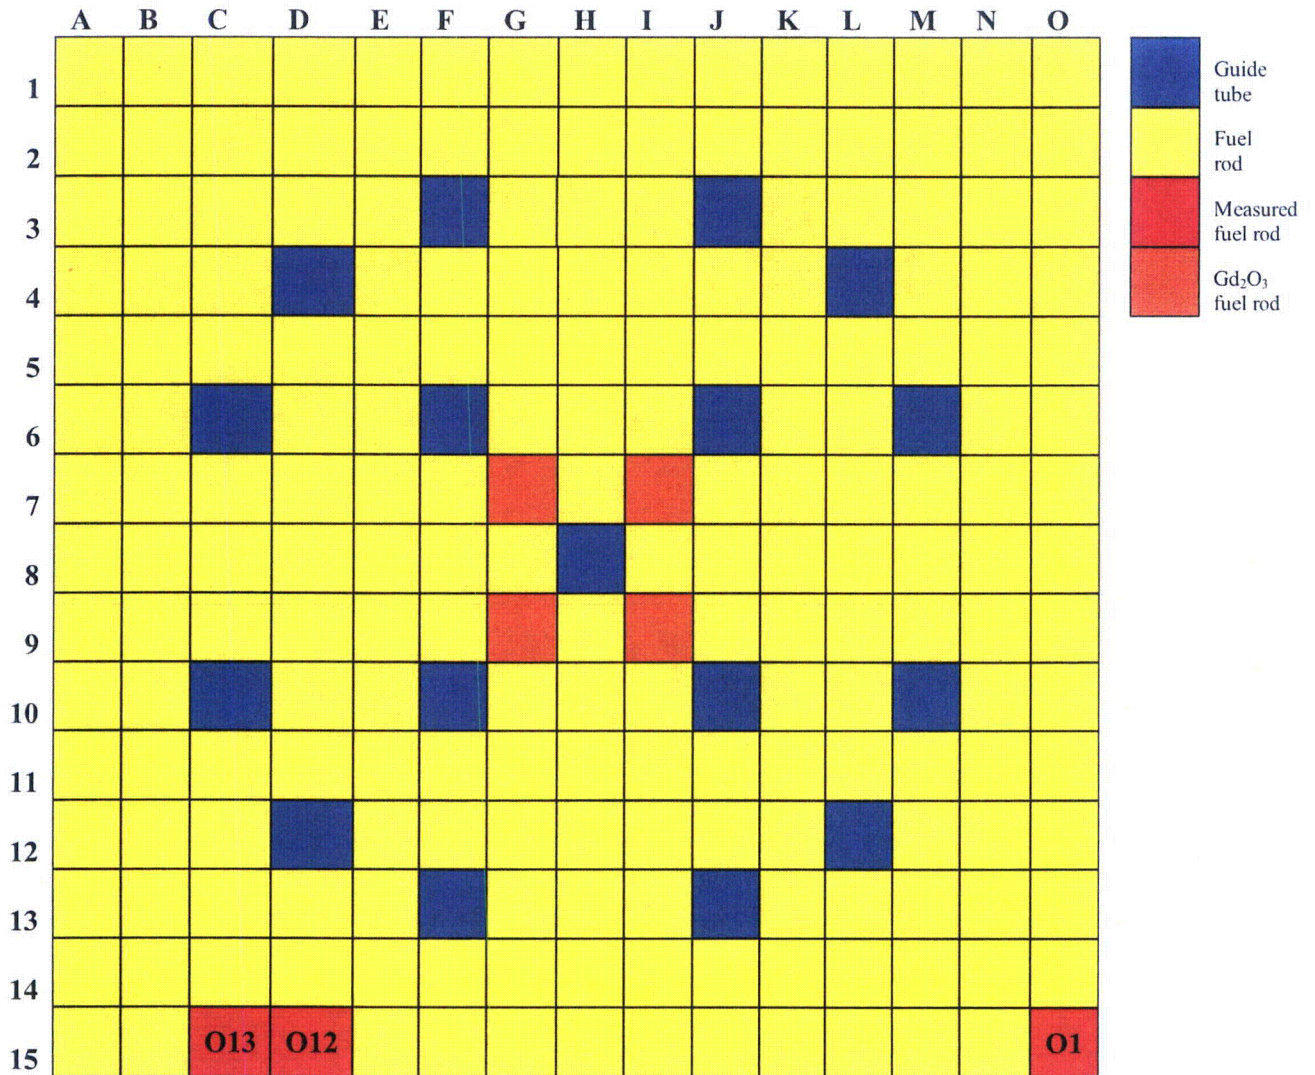 A B C D E F G H I J K L M N O
1
2
3
4
5
6
7
8
9
10
11
12
13
14
15
O13 O12 O1
Guide
tube
Fuel
rod
Measured
fuel rod
Gd₂O₃
fuel rod